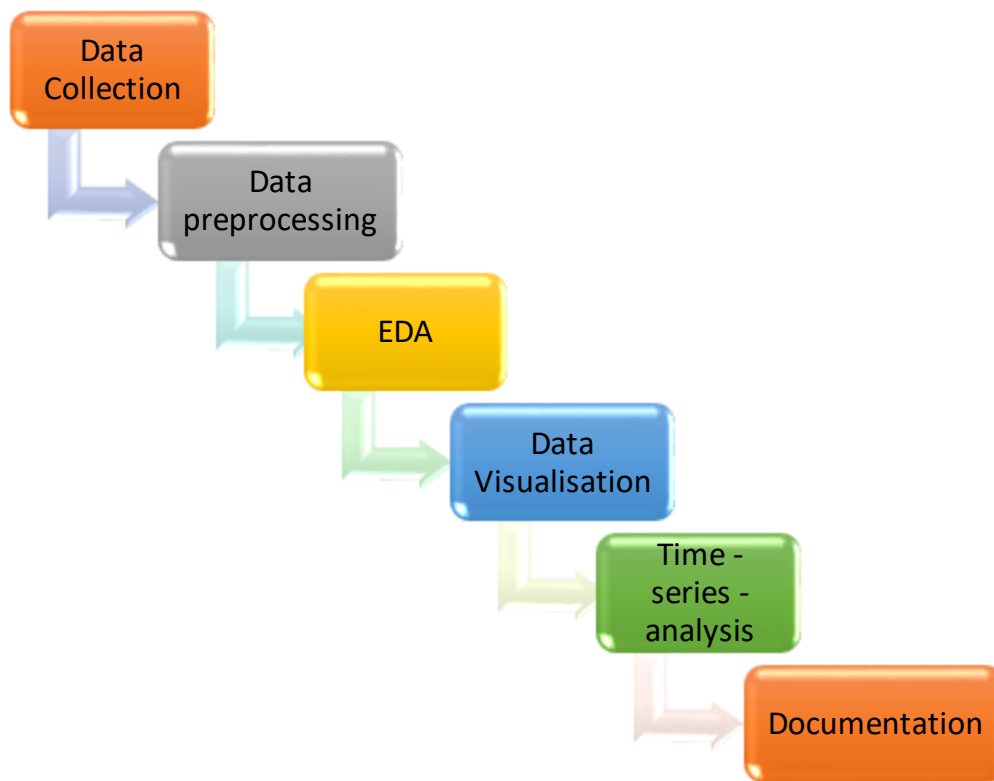 Data
Collection
Data
preprocessing
EDA
Data
Visualisation
Time -
series -
analysis
Documentation